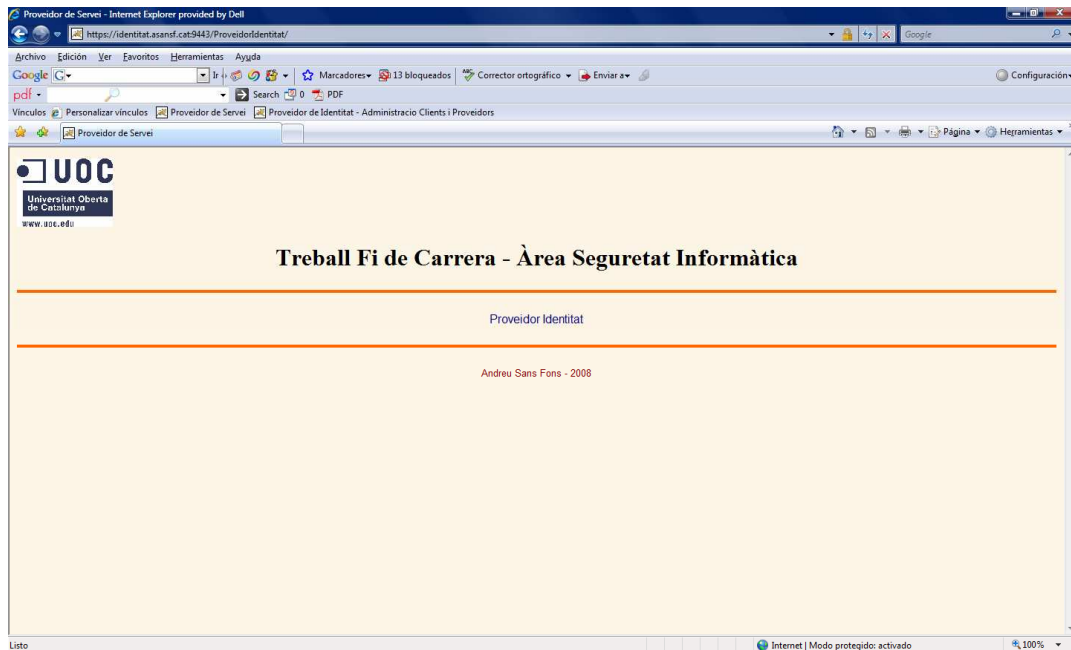 Proveidor de Servei - Internet Explorer provided by Dell
https://identitat.asansf.cat:9443/ProveidorIdentitat/
Google
Archivo Edición Ver Favoritos Herramientas Ayuda
Google G Ir Marcadores 13 bloqueados Corrector ortográfico Enviar a Configuración
pdf Search 0 PDF
Vínculos Personalizar vínculos Proveidor de Servei Proveidor de Identitat - Administracio Clients i Proveidors
Proveidor de Servei Página Herramientas
UOC
Universitat Oberta
de Catalunya
www.uoc.edu
Treball Fi de Carrera - Àrea Seguretat Informàtica
Proveidor Identitat
Andreu Sans Fons - 2008
Listo Internet | Modo protegido: activado 100%